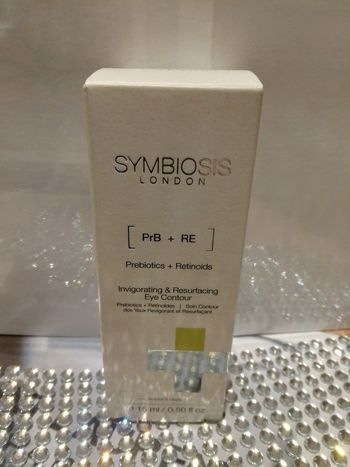 SYMBIOSIS
LONDON
[ PrB + RE ]
Prebiotics + Retinoids
Invigorating & Resurfacing
Eye Contour
Prebiotics + Rétinoïdes | Soin Contour
des Yeux Revigorant et Resurfaçant
15 ml / 0.50 fl oz